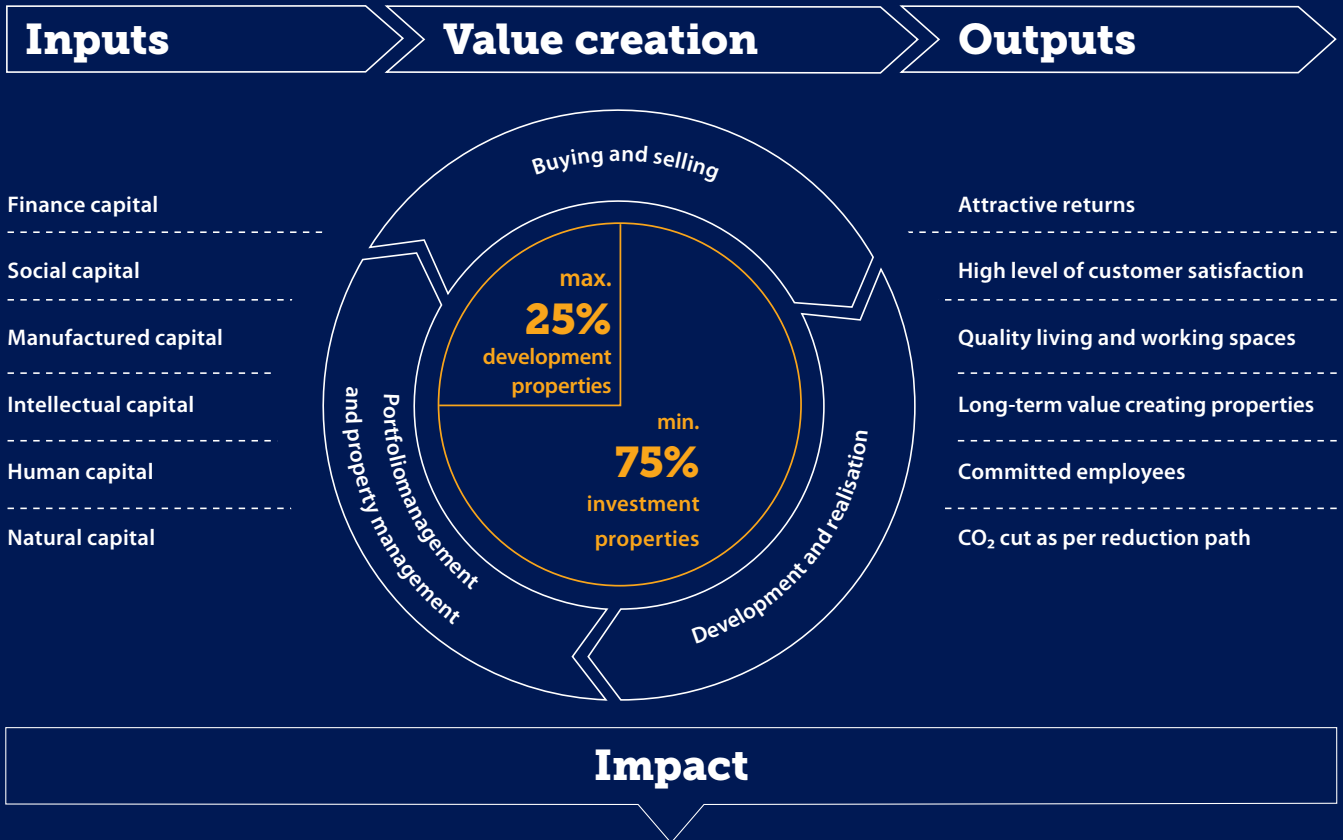 Inputs
Value creation
Outputs
Finance capital
Social capital
Manufactured capital
Intellectual capital
Human capital
Natural capital
Buying and selling
Portfoliomanagement
and property management
Development and realisation
max.
25%
development
properties
min.
75%
investment
properties
Attractive returns
High level of customer satisfaction
Quality living and working spaces
Long-term value creating properties
Committed employees
CO₂ cut as per reduction path
Impact